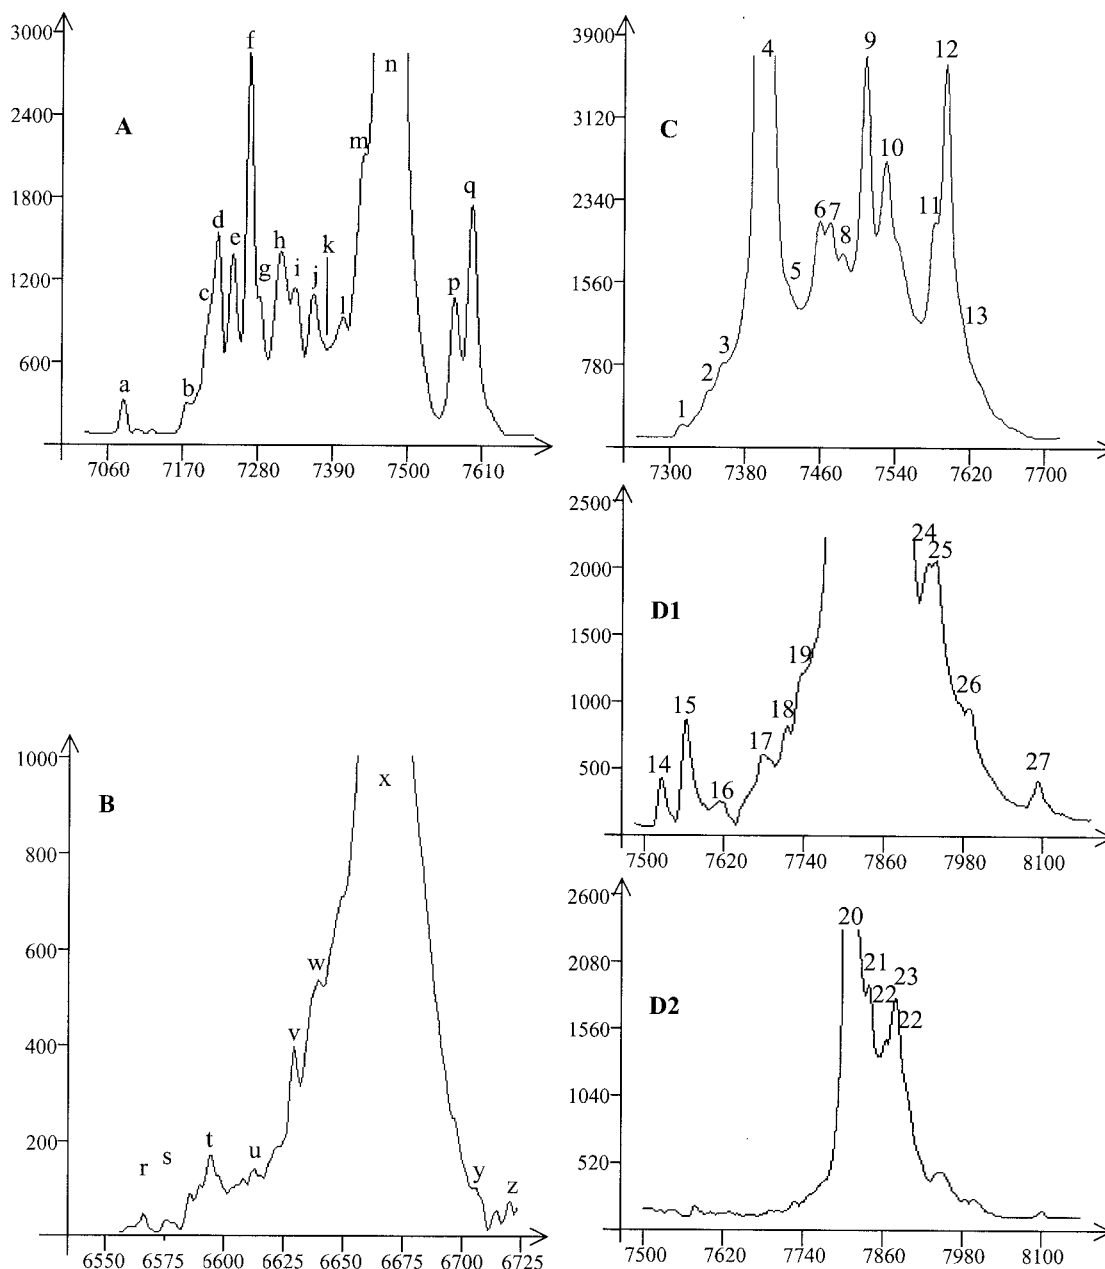 A
3000
2400
1800
1200
600
a
b
c
d
e
f
g
h
i
j
k
l
m
n
p
q
7060 7170 7280 7390 7500 7610
C
3900
3120
2340
1560
780
1
2
3
4
5
6
7
8
9
10
11
12
13
7300 7380 7460 7540 7620 7700
D1
2500
2000
1500
1000
500
14
15
16
17
18
19
24
25
26
27
7500 7620 7740 7860 7980 8100
B
1000
800
600
400
200
r
s
t
u
v
w
x
y
z
6550 6575 6600 6625 6650 6675 6700 6725
D2
2600
2080
1560
1040
520
20
21
22
23
22
7500 7620 7740 7860 7980 8100